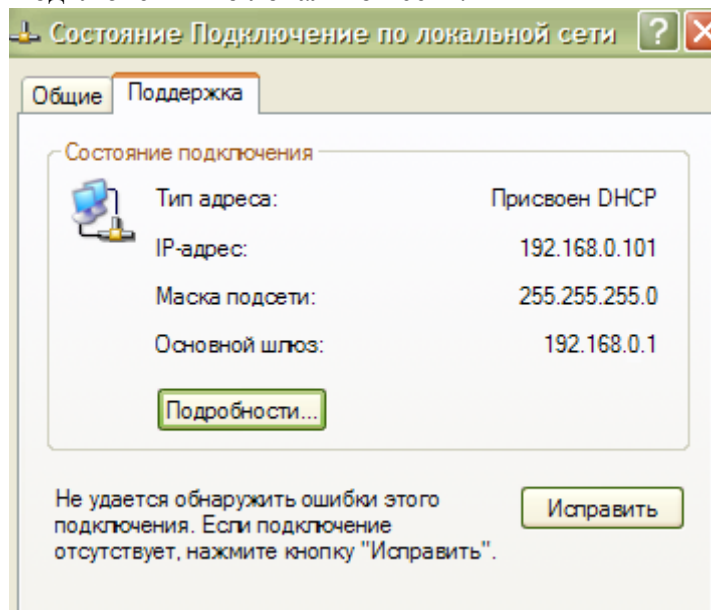 Состояние Подключение по локальной сети
Общие
Поддержка
Состояние подключения
Тип адреса: Присвоен DHCP
IP-адрес: 192.168.0.101
Маска подсети: 255.255.255.0
Основной шлюз: 192.168.0.1
Подробности...
Не удается обнаружить ошибки этого
подключения. Если подключение
отсутствует, нажмите кнопку "Исправить".
Исправить